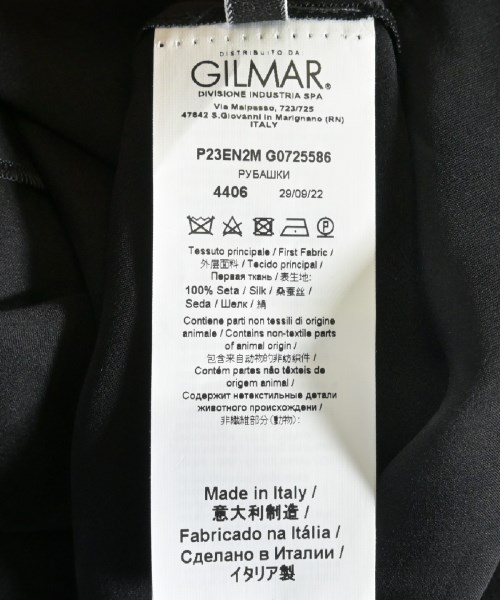 DISTRIBUITO DA
GILMAR®
DIVISIONE INDUSTRIA SPA
Via Malpasso, 723/725
47842 S.Giovanni in Marignano (RN)
ITALY
P23EN2M G0725586
РУБАШКИ
4406 29/09/22
Tessuto principale / First Fabric /
外层面料 / Tecido principal /
Первая ткань / 表生地:
100% Seta / Silk / 桑蚕丝 /
Seda / Шелк / 絹
Contiene parti non tessili di origine
animale / Contains non-textile parts
of animal origin /
包含来自动物的非纺织件 /
Contém partes não têxteis de
origem animal /
Содержит нетекстильные детали
животного происхождени /
非繊維部分(動物):
Made in Italy /
意大利制造 /
Fabricado na Itália /
Сделано в Италии /
イタリア製